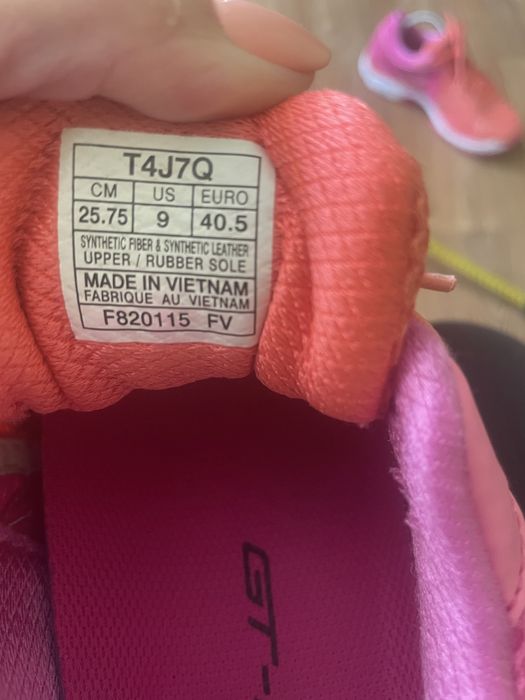 T4J7Q
CM US EURO
25.75 9 40.5
SYNTHETIC FIBER & SYNTHETIC LEATHER
UPPER / RUBBER SOLE
MADE IN VIETNAM
FABRIQUE AU VIETNAM
F820115 FV
GT-